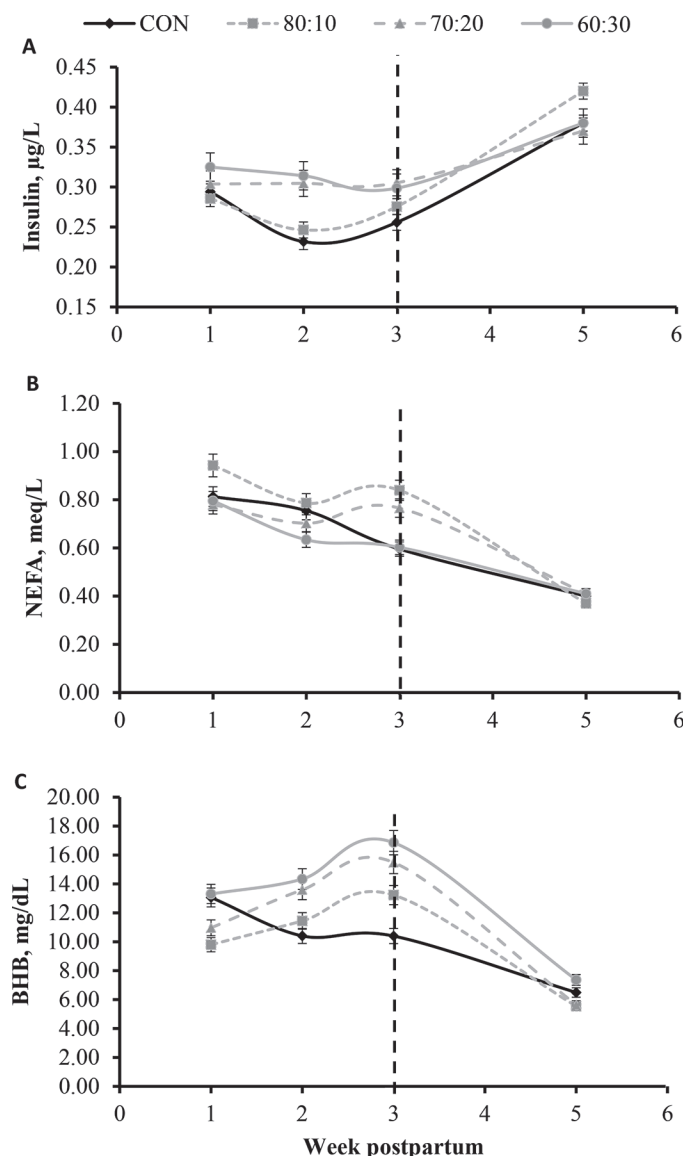 CON 80:10 70:20 60:30
A
0.45
0.40
0.35
0.30
0.25
0.20
0.15
Insulin, µg/L
0 1 2 3 4 5 6
B
1.20
1.00
0.80
0.60
0.40
0.20
0.00
NEFA, meq/L
0 1 2 3 4 5 6
C
20.00
18.00
16.00
14.00
12.00
10.00
8.00
6.00
4.00
2.00
0.00
BHB, mg/dL
0 1 2 3 4 5 6
Week postpartum